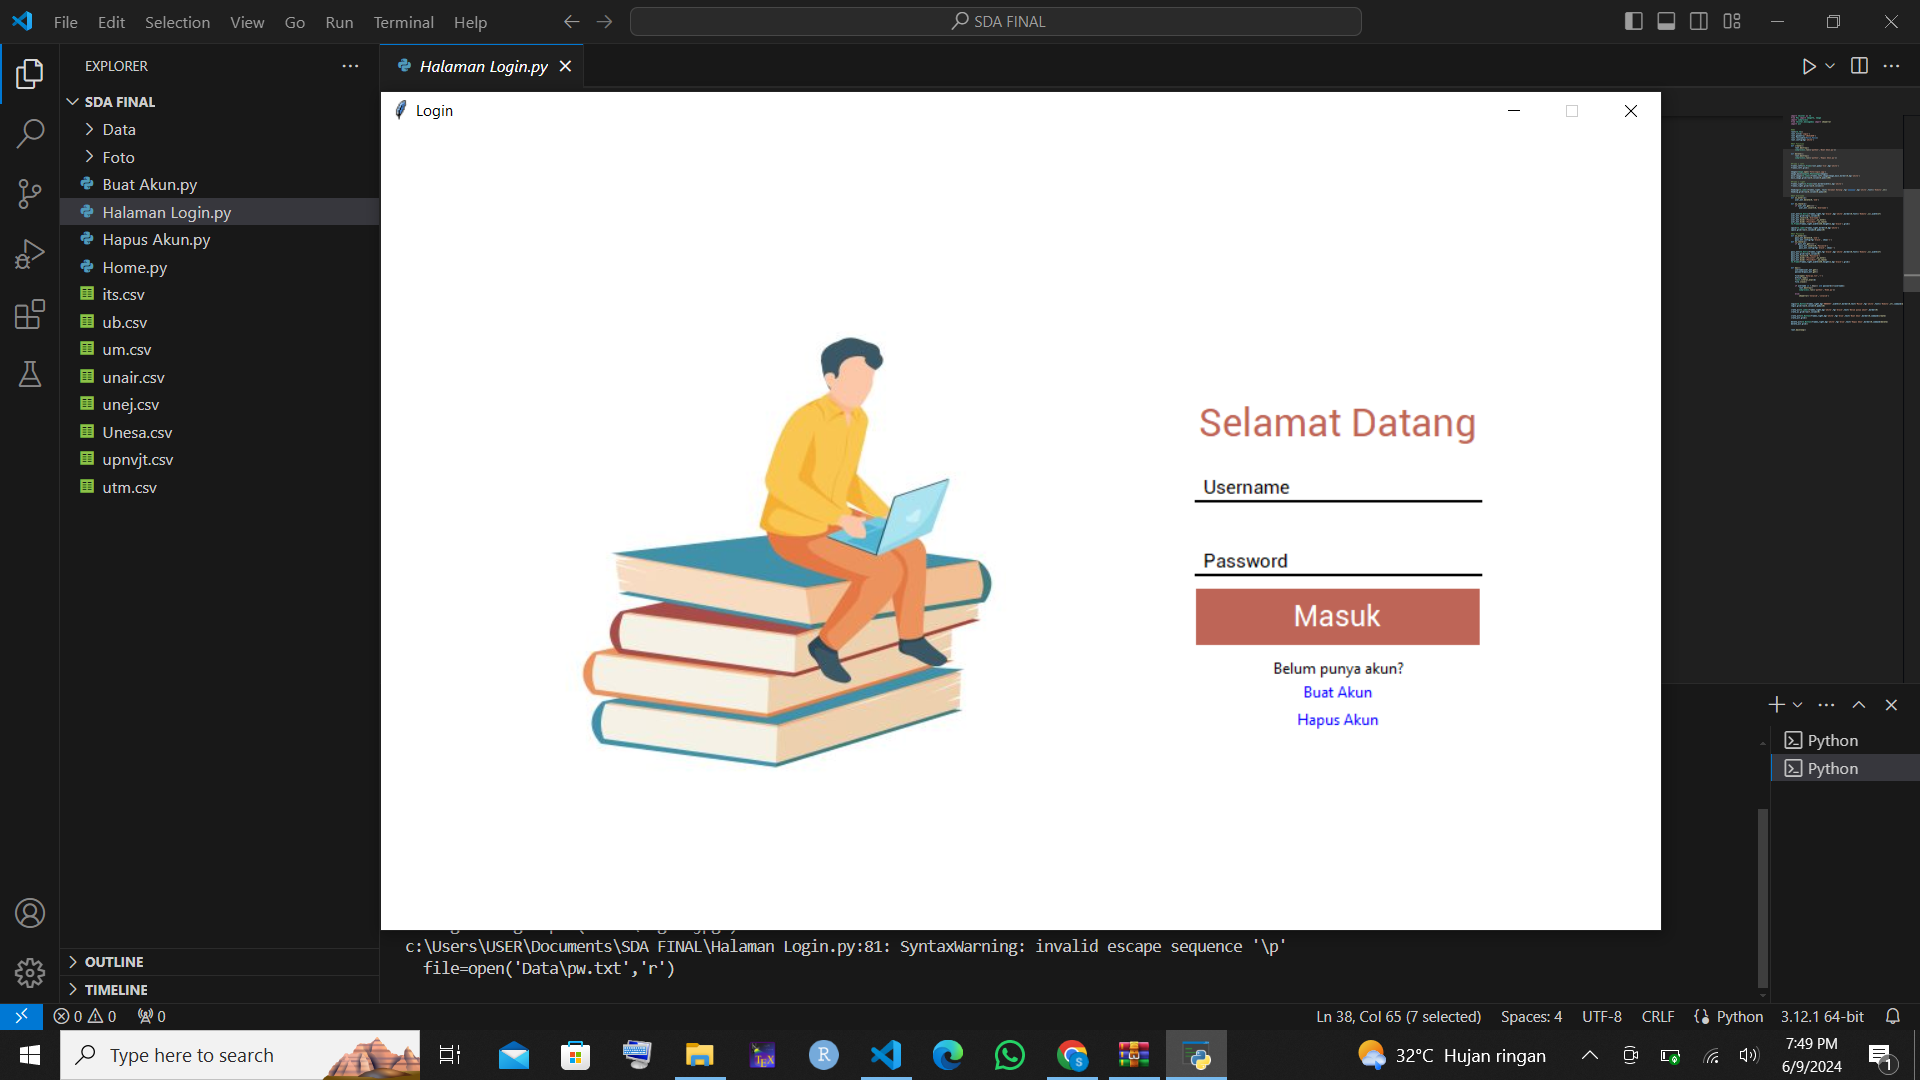 File Edit Selection View Go Run Terminal Help
SDA FINAL
EXPLORER
Halaman Login.py
SDA FINAL
Data
Foto
Buat Akun.py
Halaman Login.py
Hapus Akun.py
Home.py
its.csv
ub.csv
um.csv
unair.csv
unej.csv
Unesa.csv
upnvjt.csv
utm.csv
OUTLINE
TIMELINE
Login
Selamat Datang
Username
Password
Masuk
Belum punya akun?
Buat Akun
Hapus Akun
Python
Python
c:\Users\USER\Documents\SDA FINAL\Halaman Login.py:81: SyntaxWarning: invalid escape sequence '\p'
file=open('Data\pw.txt','r')
0 0 0
Ln 38, Col 65 (7 selected) Spaces: 4 UTF-8 CRLF Python 3.12.1 64-bit
Type here to search
TEX
R
S
32°C Hujan ringan
7:49 PM
6/9/2024
1